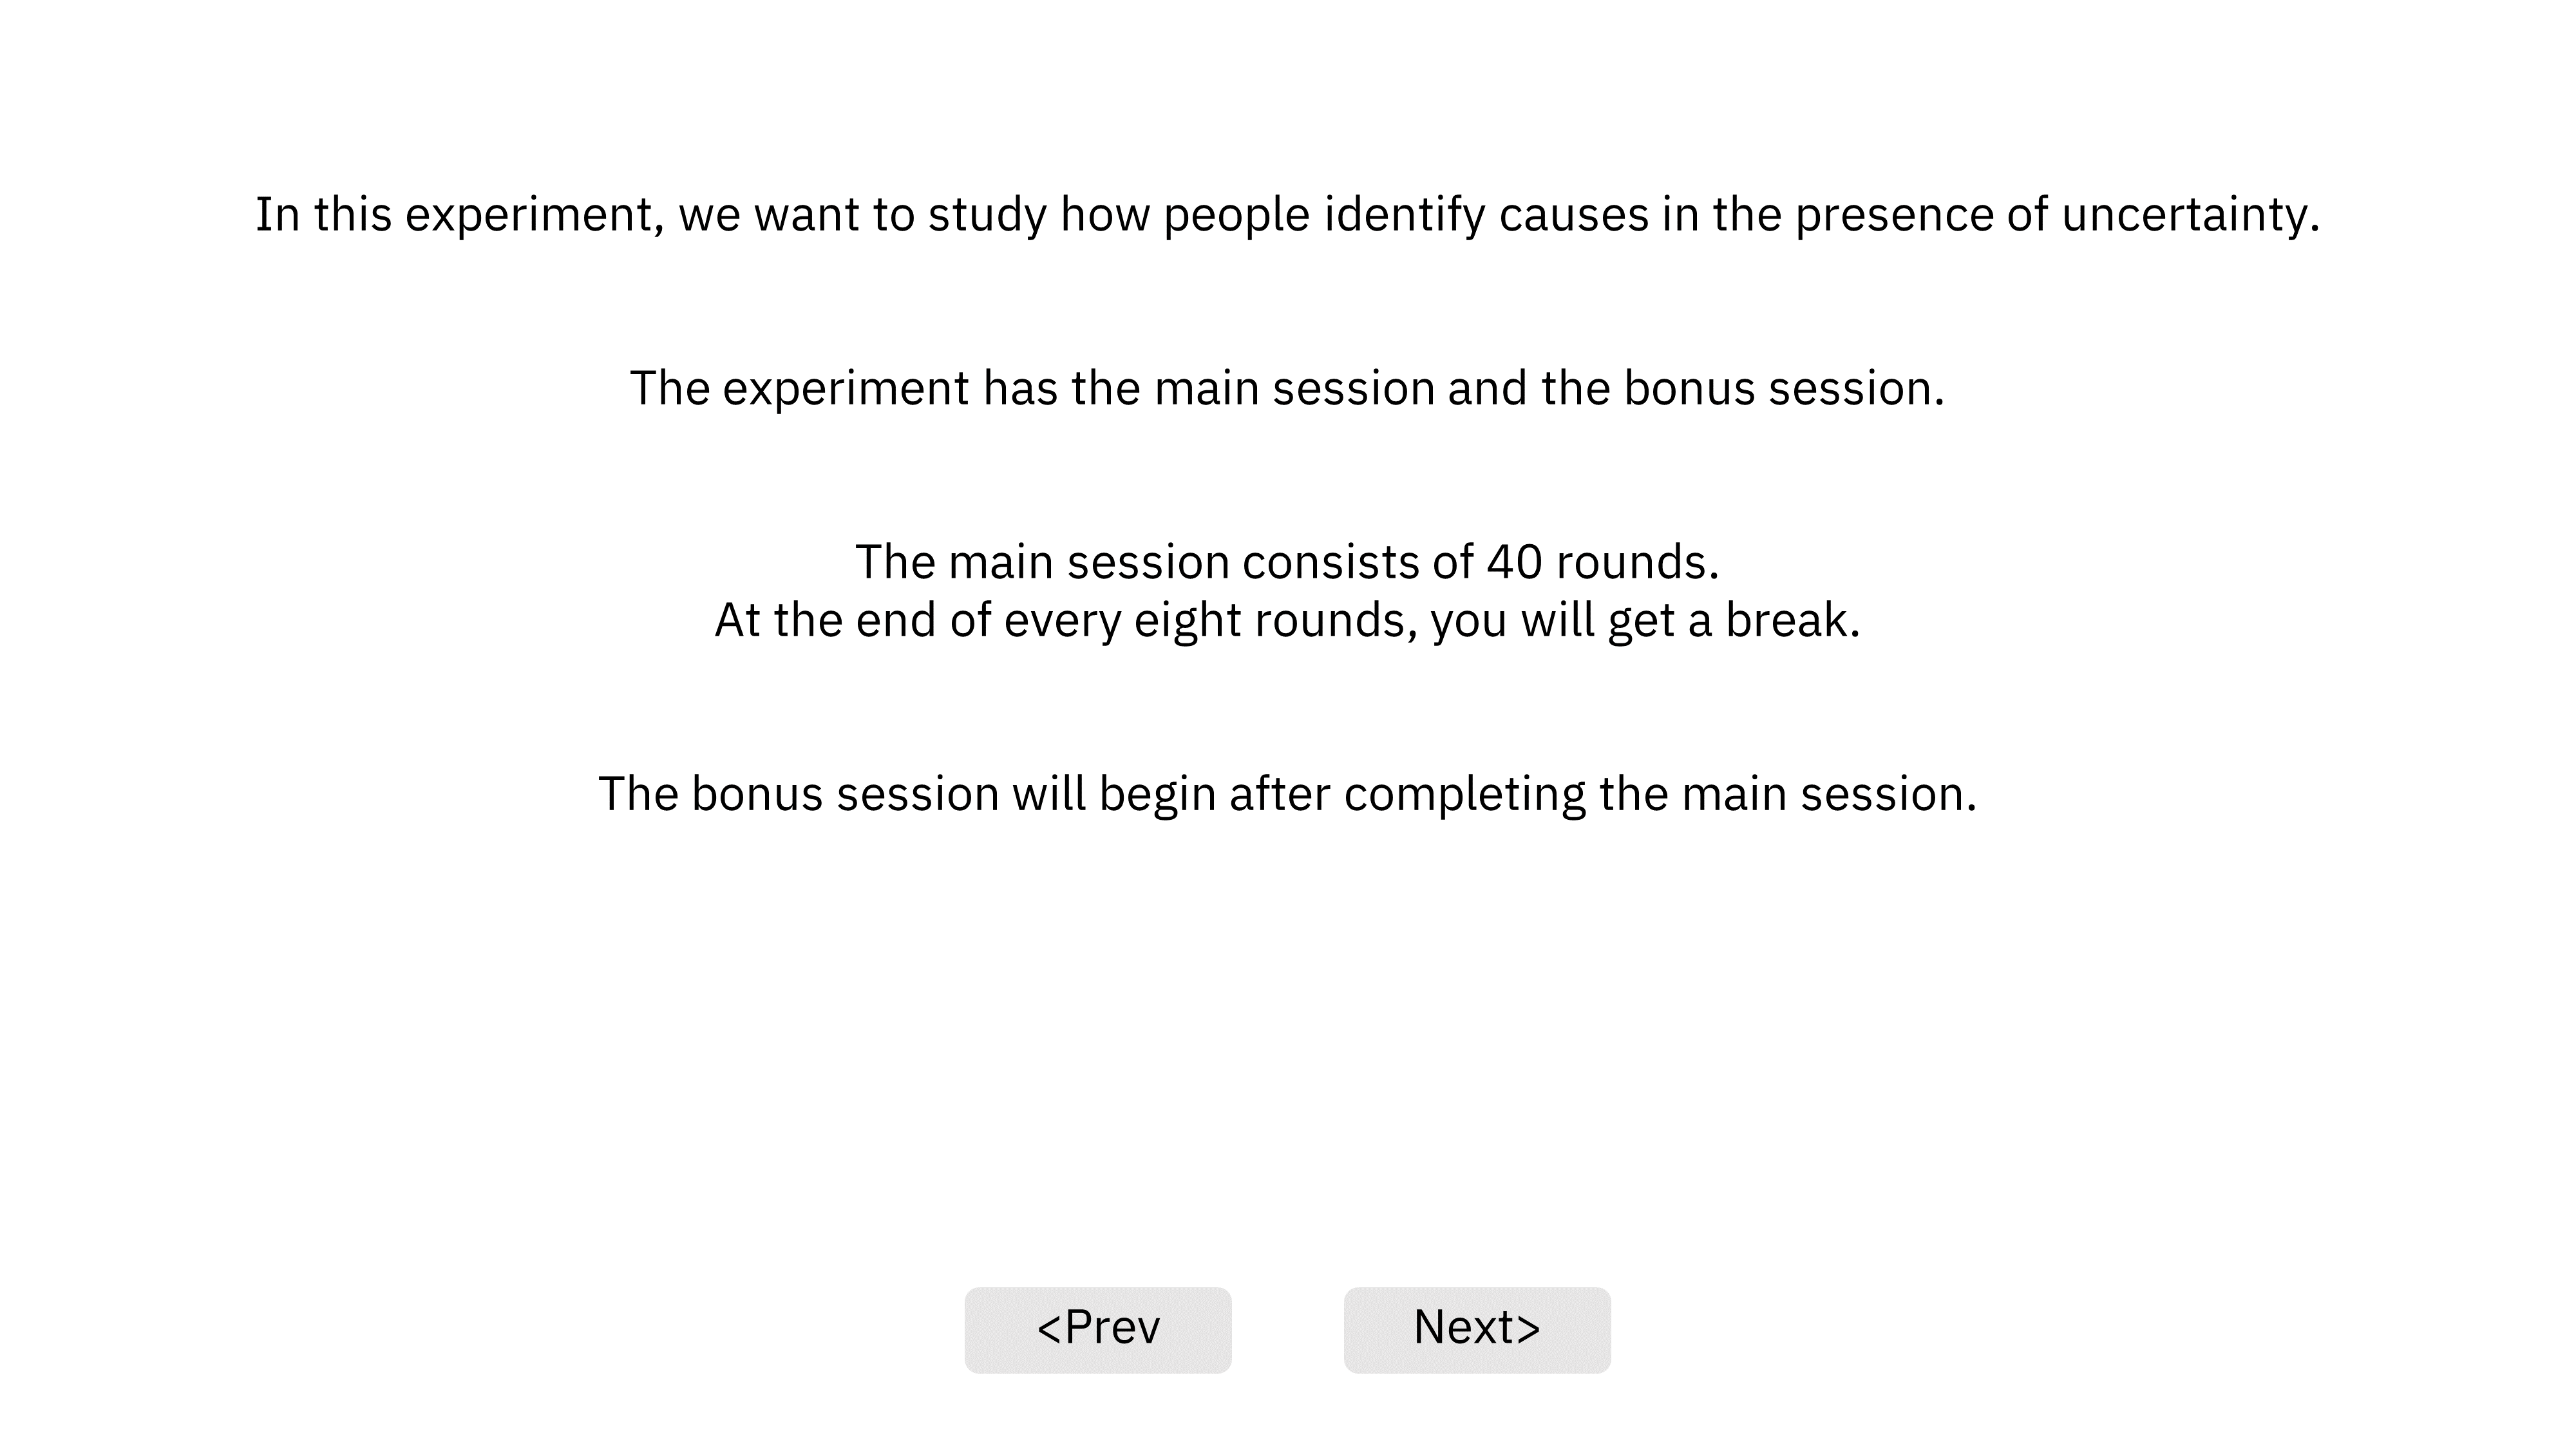 In this experiment, we want to study how people identify causes in the presence of uncertainty.
The experiment has the main session and the bonus session.
The main session consists of 40 rounds.
At the end of every eight rounds, you will get a break.
The bonus session will begin after completing the main session.
<Prev
Next>